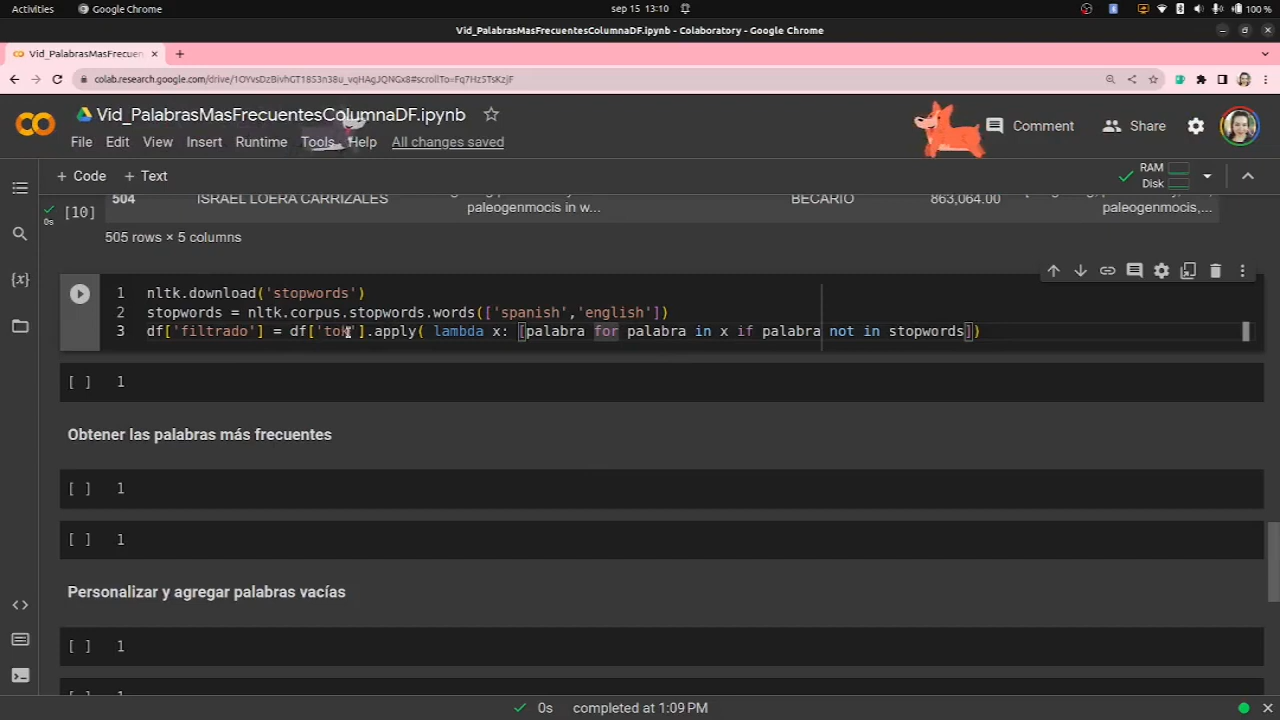 Activities
Google Chrome
sep 15 13:10
100 %
Vid_PalabrasMasFrecuentesColumnaDF.ipynb - Colaboratory - Google Chrome
Vid_PalabrasMasFrecuen
colab.research.google.com/drive/1OYvsDzBivhGT1853n38u_vqHAgJQNGx8#scrollTo=Fq7Hz5TsKzjF
Vid_PalabrasMasFrecuentesColumnaDF.ipynb
Comment
Share
File Edit View Insert Runtime Tools Help All changes saved
+ Code + Text
RAM
Disk
504 ISRAEL LOERA CARRIZALES
paleogenmocis in w...
BECARIO
863,064.00
paleogenmocis,...
0s
[10]
505 rows × 5 columns
1 nltk.download('stopwords')
2 stopwords = nltk.corpus.stopwords.words(['spanish','english'])
3 df['filtrado'] = df['tok'].apply( lambda x: [palabra for palabra in x if palabra not in stopwords])
[ ] 1
Obtener las palabras más frecuentes
[ ] 1
[ ] 1
Personalizar y agregar palabras vacías
[ ] 1
0s completed at 1:09 PM